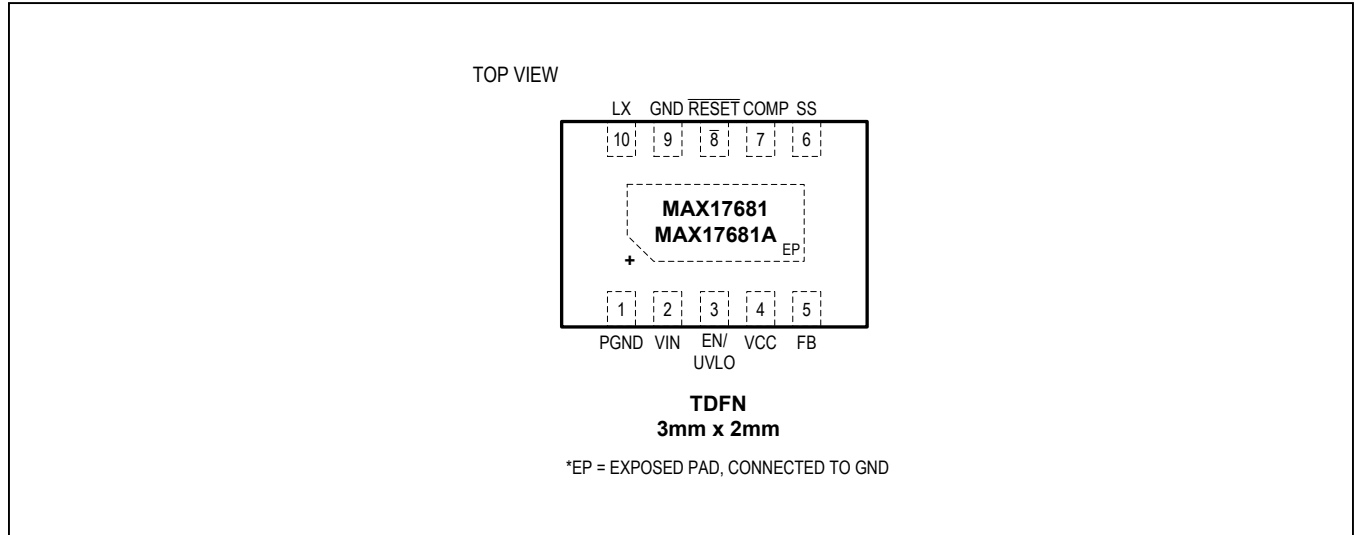 TOP VIEW
LX GND RESET COMP SS
10 9 8 7 6
MAX17681
MAX17681A
EP
+
1 2 3 4 5
PGND VIN EN/ VCC FB
UVLO
TDFN
3mm x 2mm
*EP = EXPOSED PAD, CONNECTED TO GND